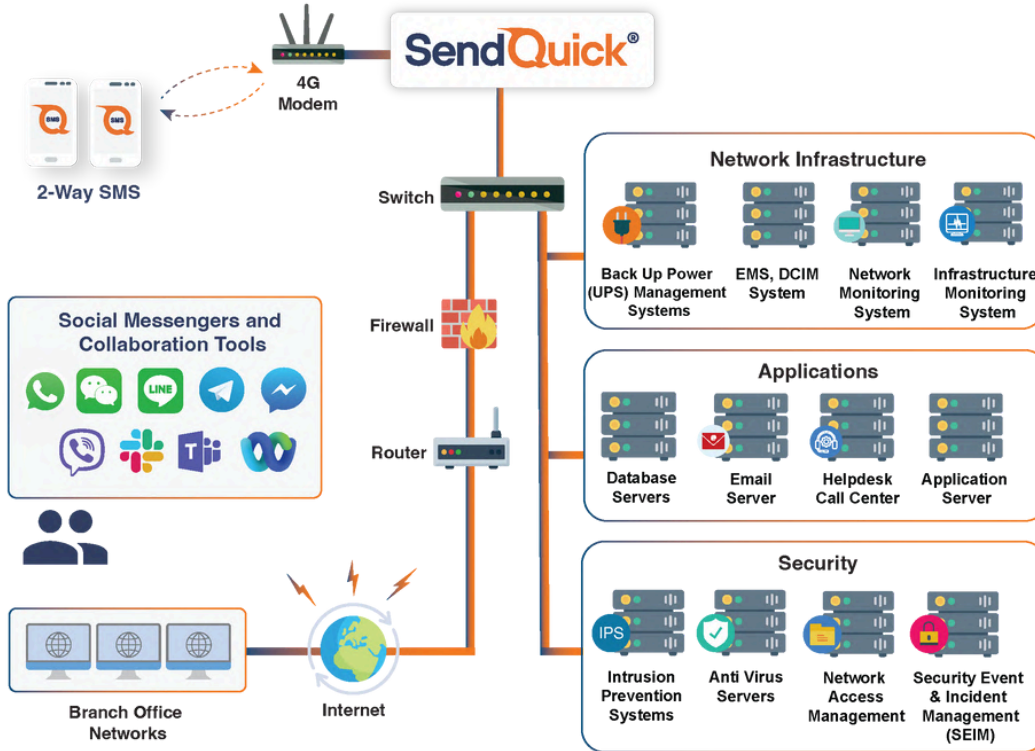 SendQuick®
4G
Modem
SMS
SMS
2-Way SMS
Switch
Network Infrastructure
Back Up Power
(UPS) Management
Systems
EMS, DCIM
System
Network
Monitoring
System
Infrastructure
Monitoring
System
Firewall
Social Messengers and
Collaboration Tools
LINE
T
Applications
Database
Servers
Email
Server
Helpdesk
Call Center
Application
Server
Router
Security
IPS
Intrusion
Prevention
Systems
Anti Virus
Servers
Network
Access
Management
Security Event
& Incident
Management
(SEIM)
Branch Office
Networks
Internet